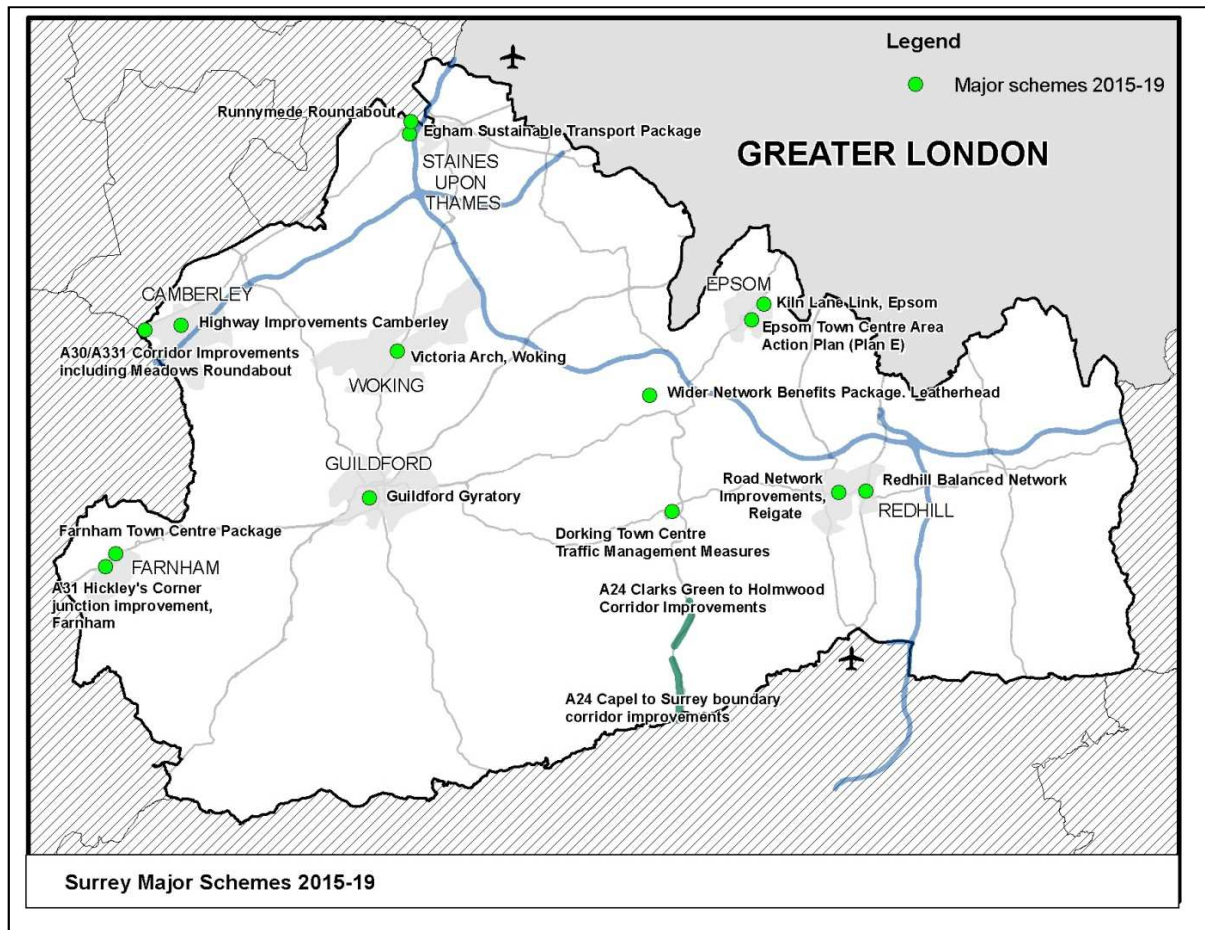 Legend
Major schemes 2015-19
GREATER LONDON
Runnymede Roundabout
Egham Sustainable Transport Package
STAINES
UPON
THAMES
CAMBERLEY
Highway Improvements Camberley
A30/A331 Corridor Improvements
including Meadows Roundabout
Victoria Arch, Woking
WOKING
EPSOM
Kiln Lane Link, Epsom
Epsom Town Centre Area
Action Plan (Plan E)
Wider Network Benefits Package. Leatherhead
GUILDFORD
Guildford Gyratory
Road Network
Improvements,
Reigate
Redhill Balanced Network
REDHILL
Dorking Town Centre
Traffic Management Measures
Farnham Town Centre Package
FARNHAM
A31 Hickley's Corner
junction improvement,
Farnham
A24 Clarks Green to Holmwood
Corridor Improvements
A24 Capel to Surrey boundary
corridor improvements
Surrey Major Schemes 2015-19